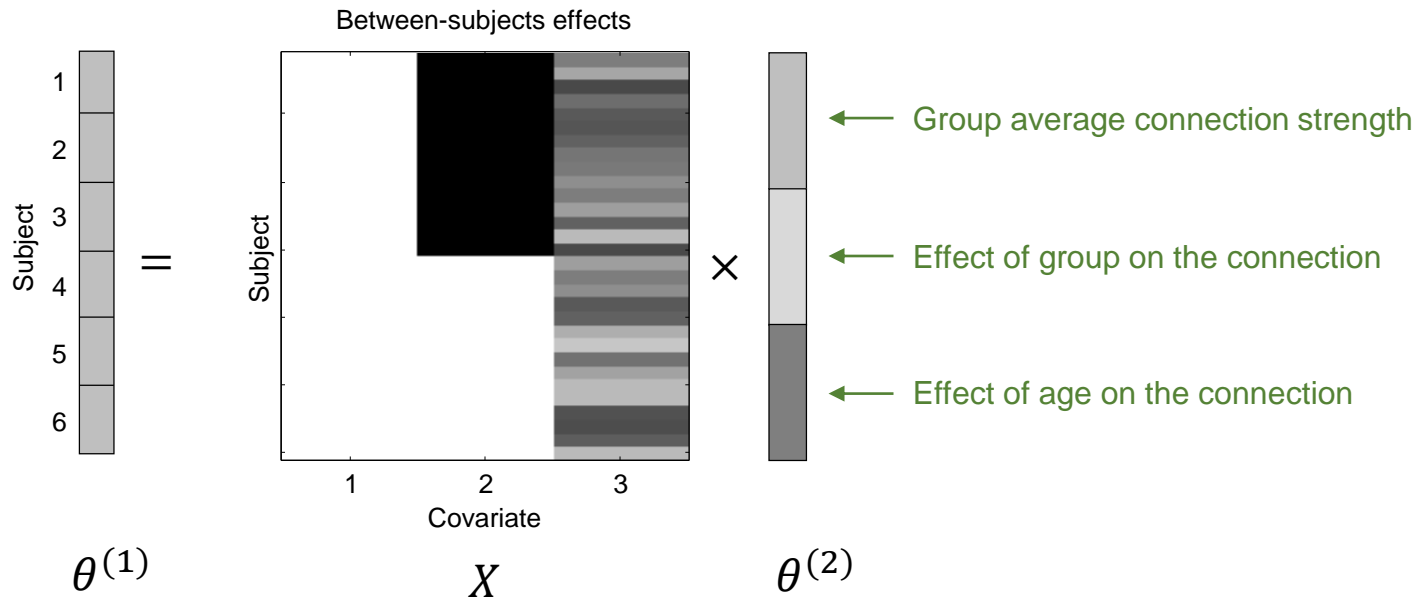 Between-subjects effects
Subject
1
2
3
4
5
6
=
Subject
1
2
3
Covariate
×
Group average connection strength
Effect of group on the connection
Effect of age on the connection
θ⁽¹⁾
X
θ⁽²⁾